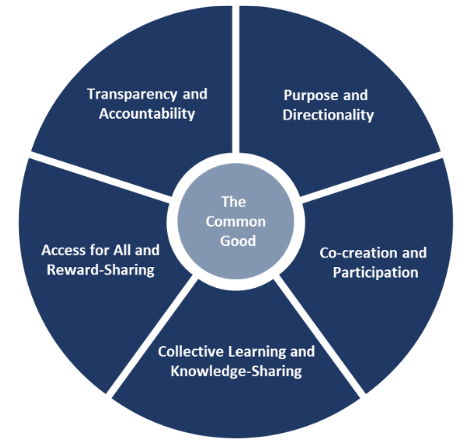 Transparency and
Accountability
Purpose and
Directionality
The
Common
Good
Access for All and
Reward-Sharing
Co-creation and
Participation
Collective Learning and
Knowledge-Sharing